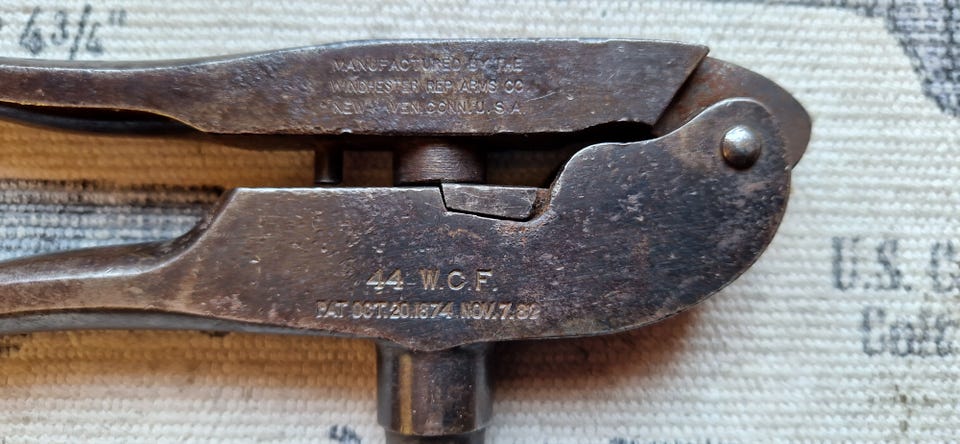 4 3/4"
MANUFACTURED BY THE
WINCHESTER REP. ARMS CO
NEW HAVEN. CONN. U. S. A.
44 W.C.F.
PAT. OCT. 20. 1874 NOV. 7. 82
U.S.